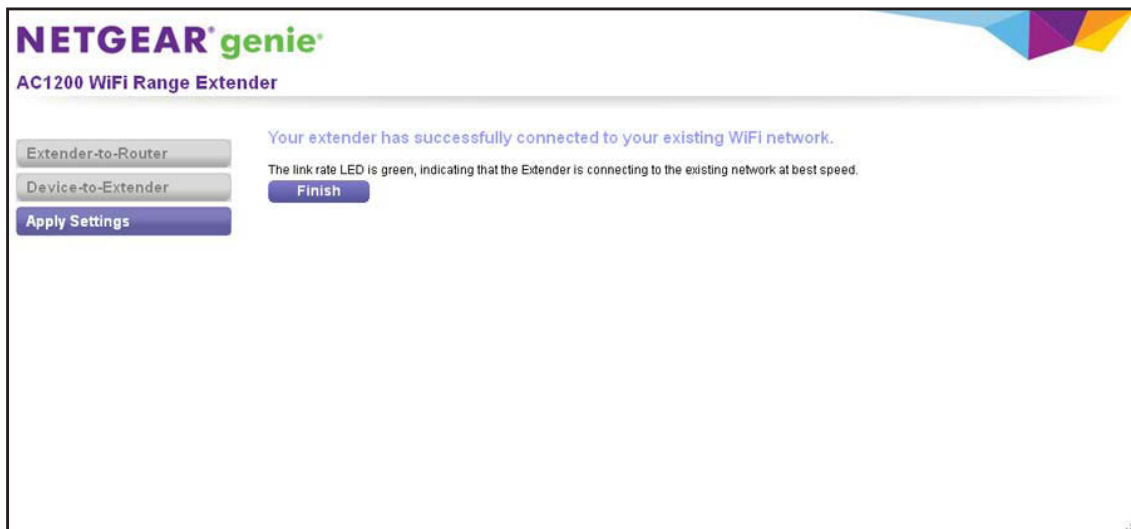 NETGEAR® genie®
AC1200 WiFi Range Extender
Extender-to-Router
Device-to-Extender
Apply Settings
Your extender has successfully connected to your existing WiFi network.
The link rate LED is green, indicating that the Extender is connecting to the existing network at best speed.
Finish